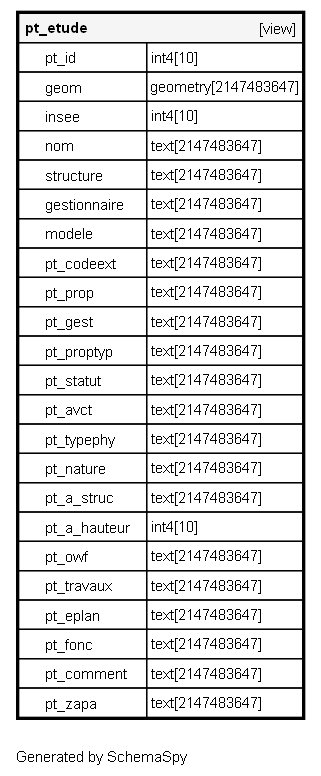 pt_etude [view]
pt_id int4[10]
geom geometry[2147483647]
insee int4[10]
nom text[2147483647]
structure text[2147483647]
gestionnaire text[2147483647]
modele text[2147483647]
pt_codeext text[2147483647]
pt_prop text[2147483647]
pt_gest text[2147483647]
pt_proptyp text[2147483647]
pt_statut text[2147483647]
pt_avct text[2147483647]
pt_typephy text[2147483647]
pt_nature text[2147483647]
pt_a_struc text[2147483647]
pt_a_hauteur int4[10]
pt_owf text[2147483647]
pt_travaux text[2147483647]
pt_eplan text[2147483647]
pt_fonc text[2147483647]
pt_comment text[2147483647]
pt_zapa text[2147483647]
Generated by SchemaSpy